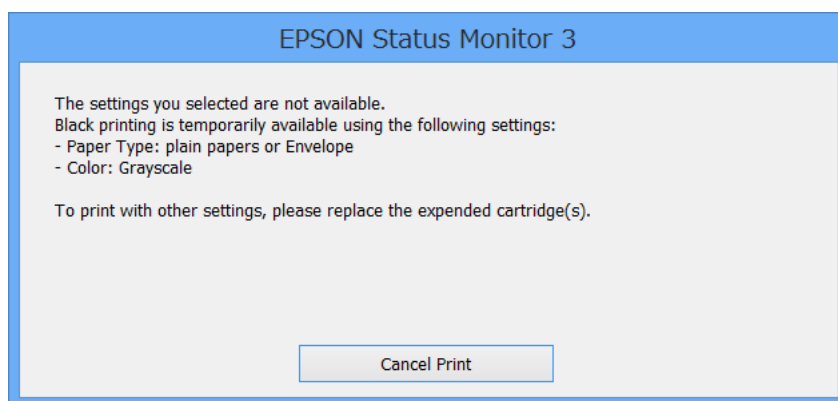 EPSON Status Monitor 3
The settings you selected are not available.
Black printing is temporarily available using the following settings:
- Paper Type: plain papers or Envelope
- Color: Grayscale
To print with other settings, please replace the expended cartridge(s).
Cancel Print